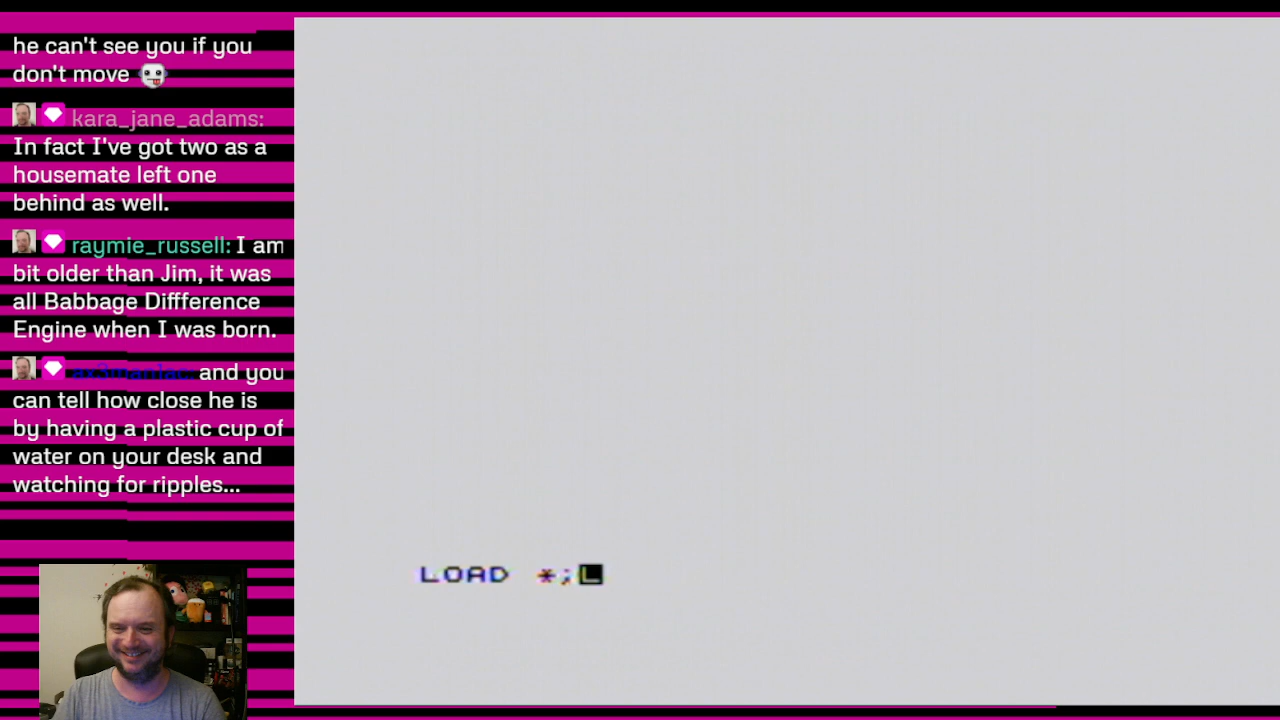 he can't see you if you
don't move
kara_jane_adams:
In fact I've got two as a
housemate left one
behind as well.
raymie_russell: I am
bit older than Jim, it was
all Babbage Diffference
Engine when I was born.
ax3man1ac: and you
can tell how close he is
by having a plastic cup of
water on your desk and
watching for ripples...
LOAD *;L